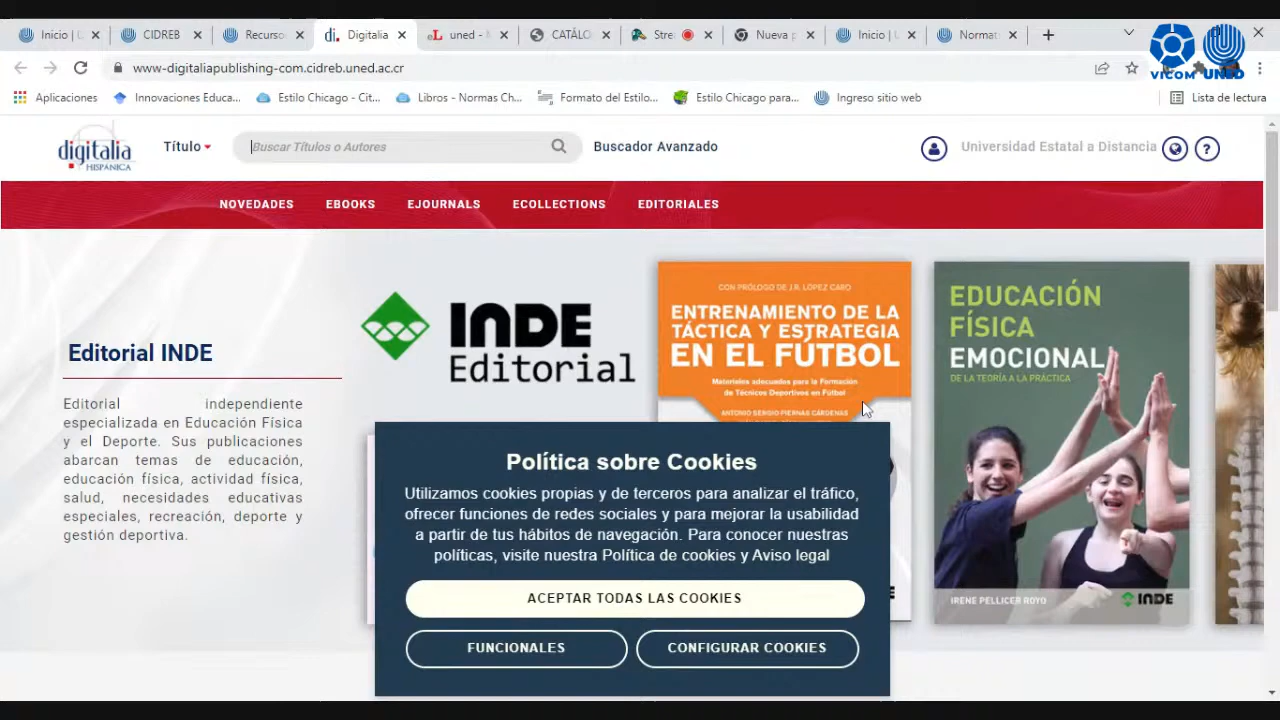 Inicio | U
CIDREB
Recurso
Digitalia
uned - M
CATÁLO
Stre
Nueva p
Inicio | U
Normat
www-digitaliapublishing-com.cidreb.uned.ac.cr
VICOM UNED
Aplicaciones
Innovaciones Educa...
Estilo Chicago - Cit...
Libros - Normas Ch...
Formato del Estilo...
Estilo Chicago para...
Ingreso sitio web
Lista de lectura
digitalia
HISPÁNICA
Título
Buscar Títulos o Autores
Buscador Avanzado
Universidad Estatal a Distancia
?
NOVEDADES
EBOOKS
EJOURNALS
ECOLLECTIONS
EDITORIALES
Editorial INDE
Editorial independiente
especializada en Educación Física
y el Deporte. Sus publicaciones
abarcan temas de educación,
educación física, actividad física,
salud, necesidades educativas
especiales, recreación, deporte y
gestión deportiva.
INDE
Editorial
CON PRÓLOGO DE J.R. LÓPEZ CARO
ENTRENAMIENTO DE LA
TÁCTICA Y ESTRATEGIA
EN EL FÚTBOL
Materiales adecuados para la Formación
de Técnicos Deportivos en Fútbol
ANTONIO SERGIO PIERNAS CÁRDENAS
EDUCACIÓN
FÍSICA
EMOCIONAL
DE LA TEORÍA A LA PRÁCTICA
IRENE PELLICER ROYO
INDE
Política sobre Cookies
Utilizamos cookies propias y de terceros para analizar el tráfico,
ofrecer funciones de redes sociales y para mejorar la usabilidad
a partir de tus hábitos de navegación. Para conocer nuestras
políticas, visite nuestra Política de cookies y Aviso legal
ACEPTAR TODAS LAS COOKIES
FUNCIONALES
CONFIGURAR COOKIES